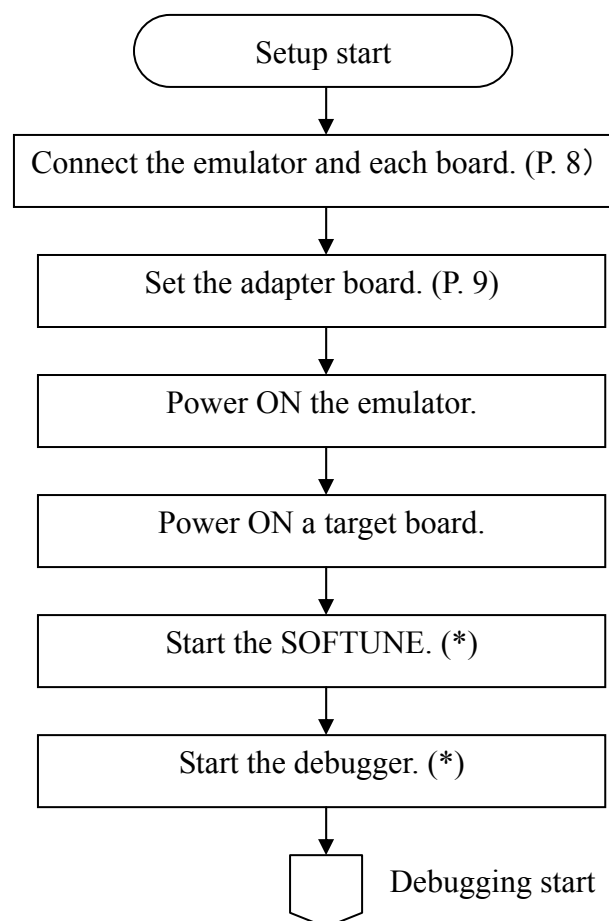 Setup start
Connect the emulator and each board. (P. 8）
Set the adapter board. (P. 9)
Power ON the emulator.
Power ON a target board.
Start the SOFTUNE. (*)
Start the debugger. (*)
Debugging start